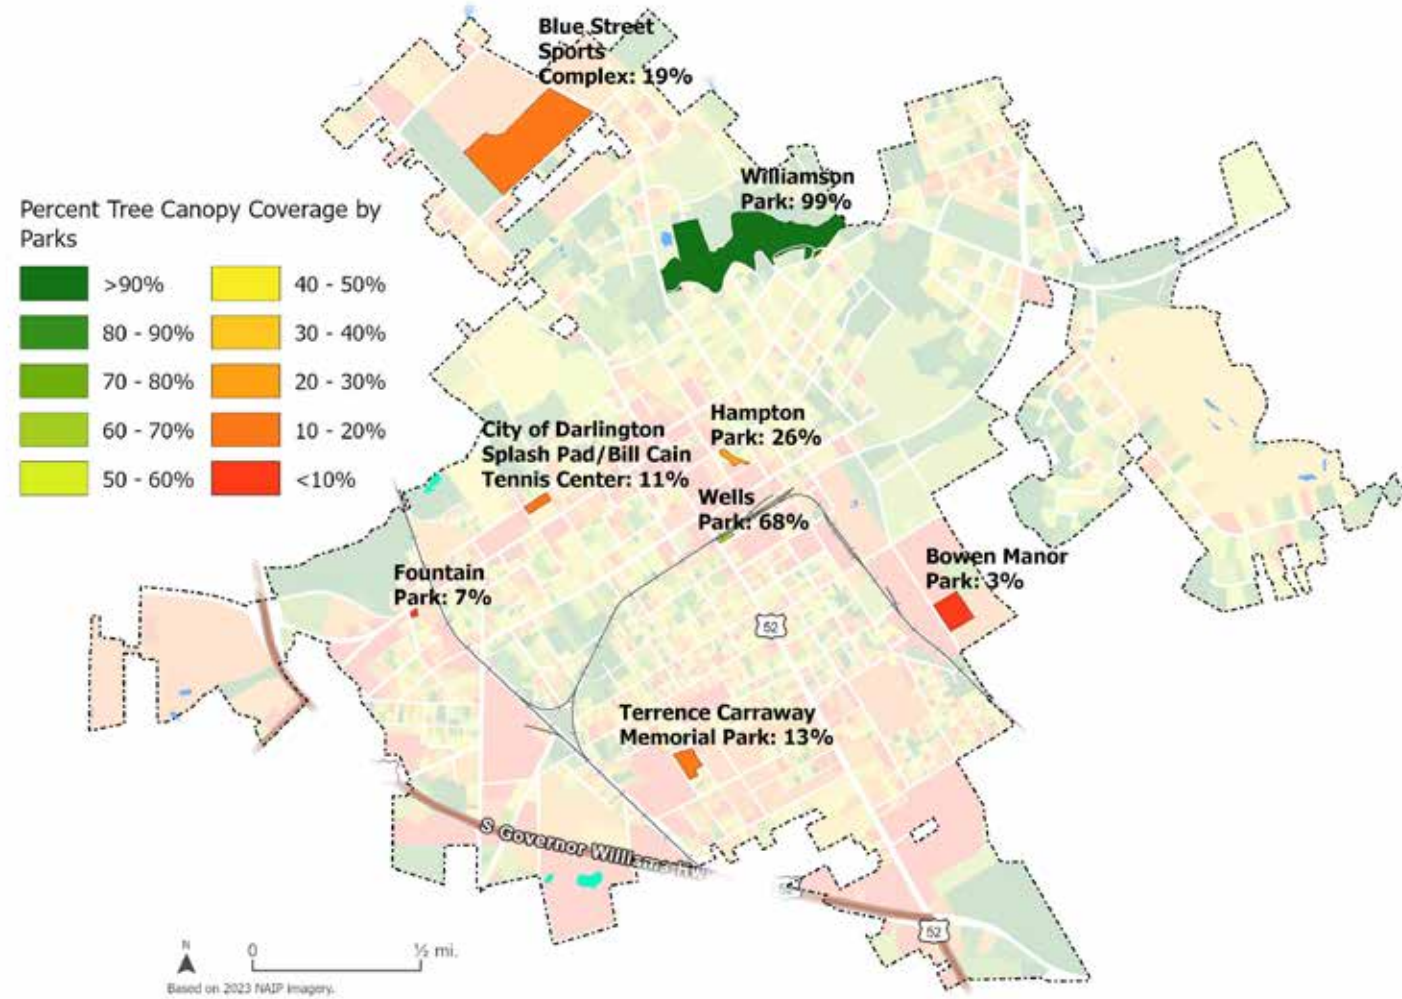 Blue Street
Sports
Complex: 19%
Williamson
Park: 99%
Percent Tree Canopy Coverage by
Parks
>90%
40 - 50%
80 - 90%
30 - 40%
70 - 80%
20 - 30%
60 - 70%
10 - 20%
50 - 60%
<10%
Hampton
Park: 26%
City of Darlington
Splash Pad/Bill Cain
Tennis Center: 11%
Wells
Park: 68%
Bowen Manor
Park: 3%
Fountain
Park: 7%
52
Terrence Carraway
Memorial Park: 13%
S Governor Williams Hw
52
N
0
½ mi.
Based on 2023 NAIP imagery.